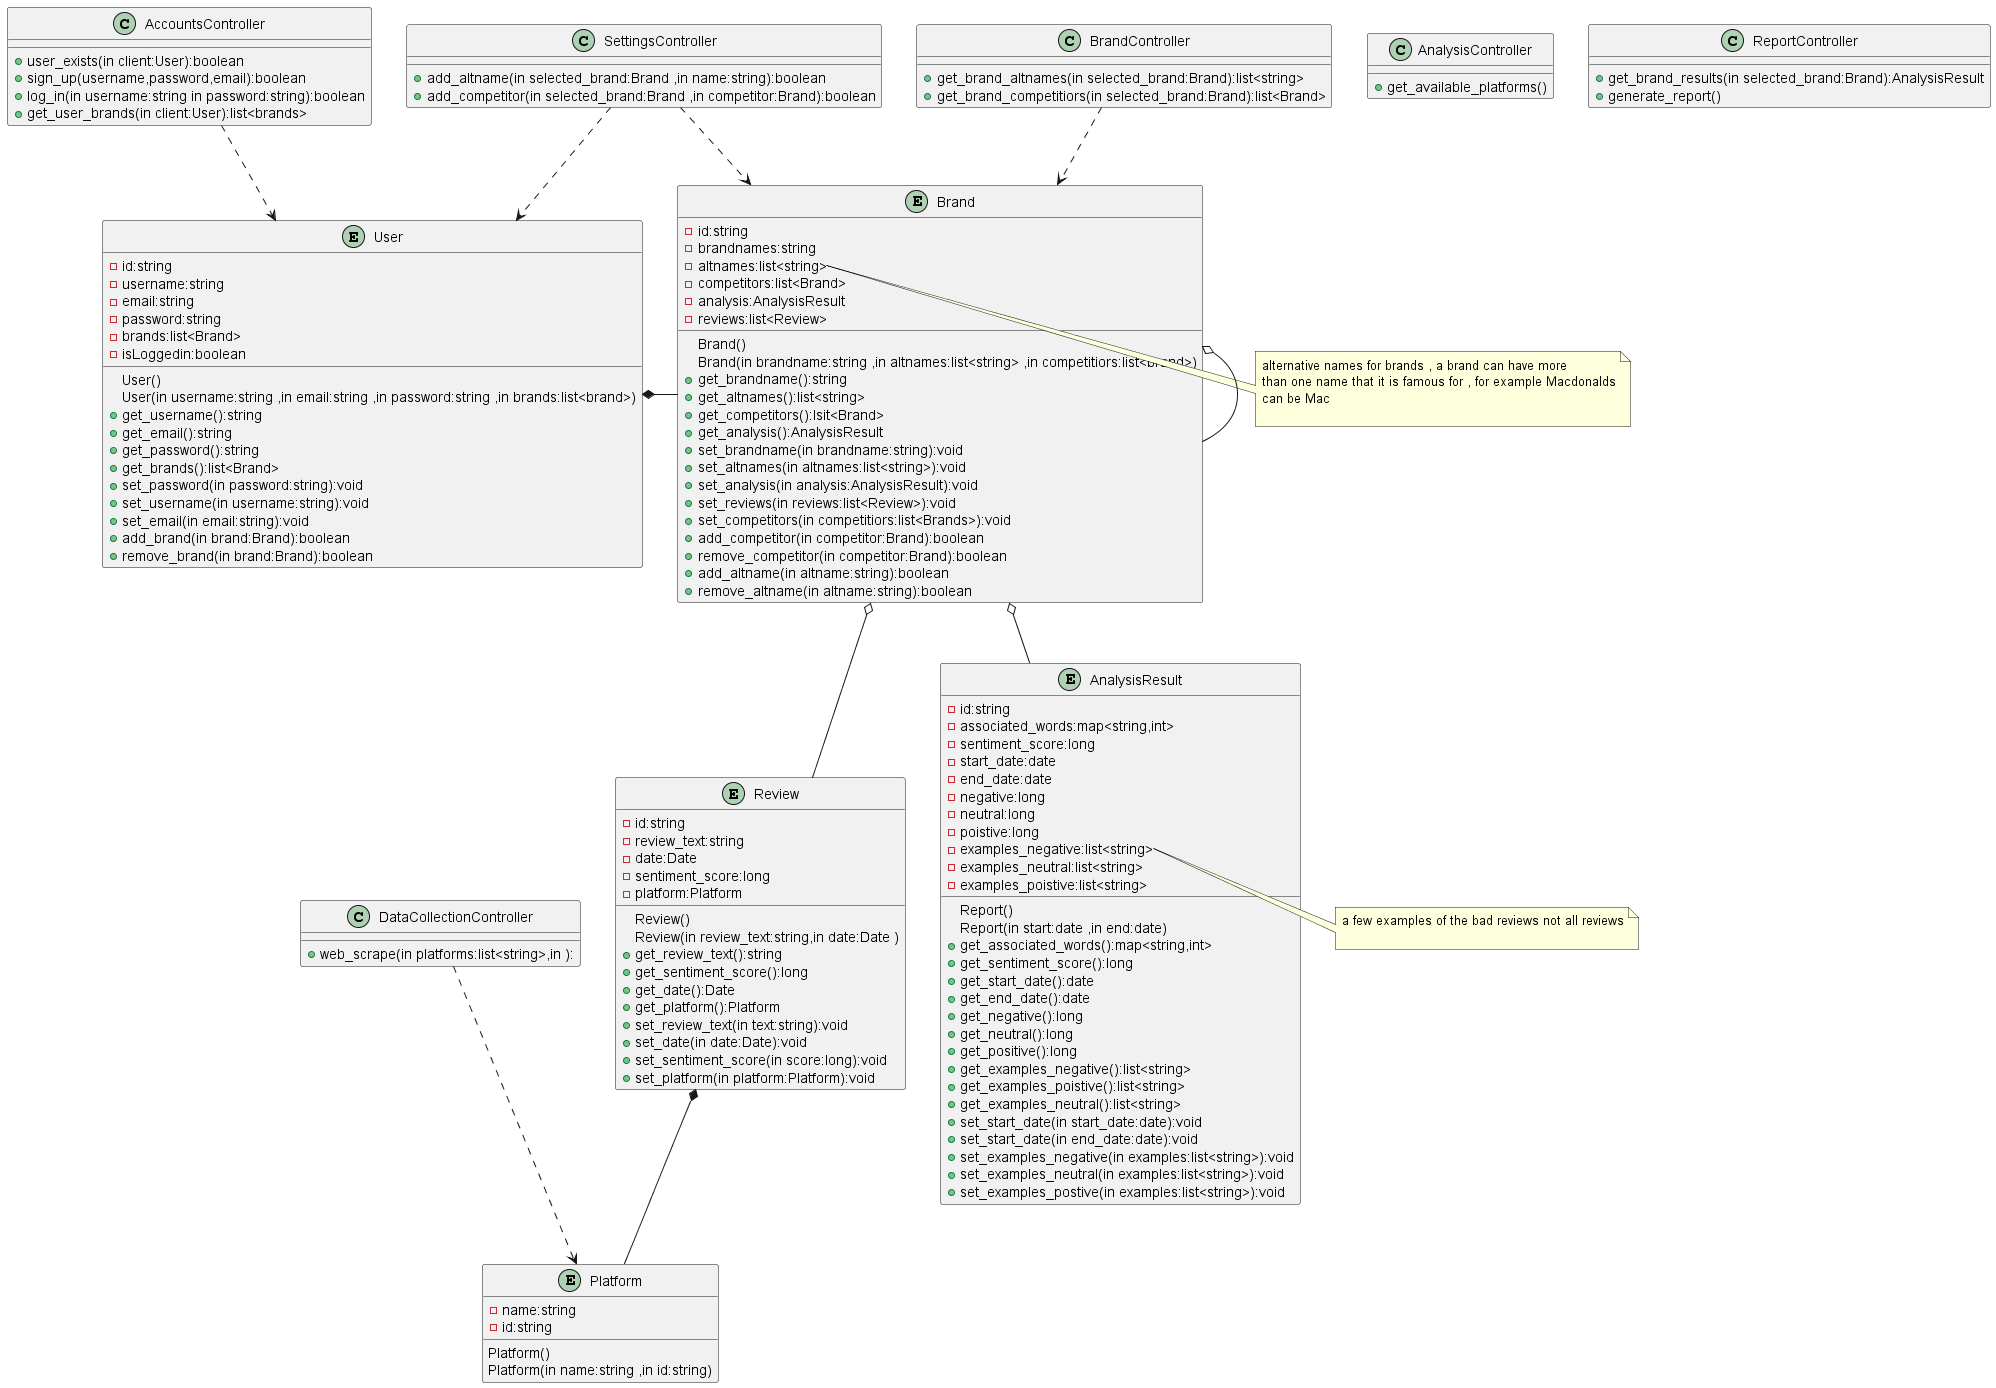 AccountsController
user_exists(in client:User):boolean
sign_up(username,password,email):boolean
log_in(in username:string in password:string):boolean
get_user_brands(in client:User):list<brands>
SettingsController
add_altname(in selected_brand:Brand ,in name:string):boolean
add_competitor(in selected_brand:Brand ,in competitor:Brand):boolean
BrandController
get_brand_altnames(in selected_brand:Brand):list<string>
get_brand_competitiors(in selected_brand:Brand):list<Brand>
AnalysisController
get_available_platforms()
ReportController
get_brand_results(in selected_brand:Brand):AnalysisResult
generate_report()
User
id:string
username:string
email:string
password:string
brands:list<Brand>
isLoggedin:boolean
User()
User(in username:string ,in email:string ,in password:string ,in brands:list<brand>)
get_username():string
get_email():string
get_password():string
get_brands():list<Brand>
set_password(in password:string):void
set_username(in username:string):void
set_email(in email:string):void
add_brand(in brand:Brand):boolean
remove_brand(in brand:Brand):boolean
Brand
id:string
brandnames:string
altnames:list<string>
competitors:list<Brand>
analysis:AnalysisResult
reviews:list<Review>
Brand()
Brand(in brandname:string ,in altnames:list<string> ,in competitiors:list<brand>)
get_brandname():string
get_altnames():list<string>
get_competitors():lsit<Brand>
get_analysis():AnalysisResult
set_brandname(in brandname:string):void
set_altnames(in altnames:list<string>):void
set_analysis(in analysis:AnalysisResult):void
set_reviews(in reviews:list<Review>):void
set_competitors(in competitiors:list<Brands>):void
add_competitor(in competitor:Brand):boolean
remove_competitor(in competitor:Brand):boolean
add_altname(in altname:string):boolean
remove_altname(in altname:string):boolean
alternative names for brands , a brand can have more
than one name that it is famous for , for example Macdonalds
can be Mac
Review
id:string
review_text:string
date:Date
sentiment_score:long
platform:Platform
Review()
Review(in review_text:string,in date:Date )
get_review_text():string
get_sentiment_score():long
get_date():Date
get_platform():Platform
set_review_text(in text:string):void
set_date(in date:Date):void
set_sentiment_score(in score:long):void
set_platform(in platform:Platform):void
AnalysisResult
id:string
associated_words:map<string,int>
sentiment_score:long
start_date:date
end_date:date
negative:long
neutral:long
poistive:long
examples_negative:list<string>
examples_neutral:list<string>
examples_poistive:list<string>
Report()
Report(in start:date ,in end:date)
get_associated_words():map<string,int>
get_sentiment_score():long
get_start_date():date
get_end_date():date
get_negative():long
get_neutral():long
get_positive():long
get_examples_negative():list<string>
get_examples_poistive():list<string>
get_examples_neutral():list<string>
set_start_date(in start_date:date):void
set_start_date(in end_date:date):void
set_examples_negative(in examples:list<string>):void
set_examples_neutral(in examples:list<string>):void
set_examples_postive(in examples:list<string>):void
a few examples of the bad reviews not all reviews
DataCollectionController
web_scrape(in platforms:list<string>,in ):
Platform
name:string
id:string
Platform()
Platform(in name:string ,in id:string)